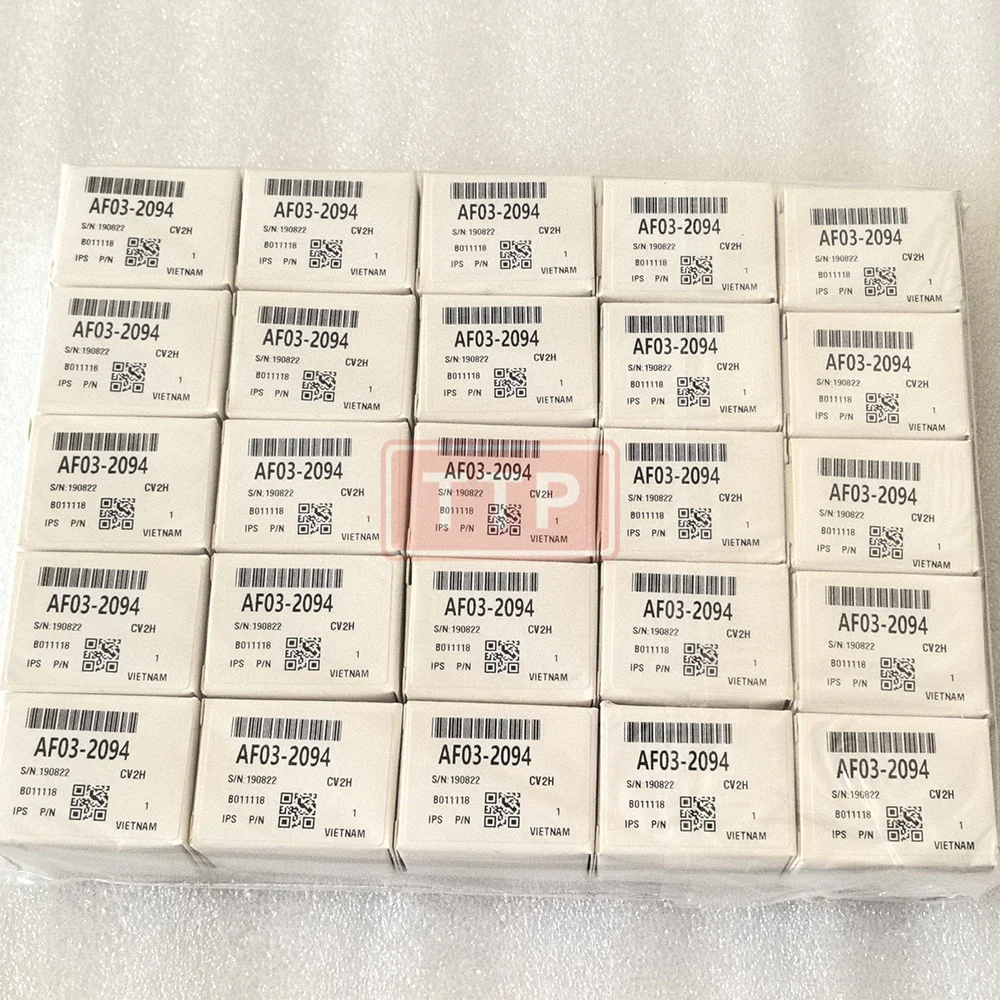 AF03-2094
S/N:190822 CV2H
B011118
IPS P/N 1
VIETNAM
AF03-2094
S/N:190822 CV2H
B011118
IPS P/N 1
VIETNAM
AF03-2094
S/N:190822 CV2H
B011118
IPS P/N 1
VIETNAM
AF03-2094
S/N:190822 CV2H
B011118
IPS P/N 1
VIETNAM
AF03-2094
S/N:190822 CV2H
B011118
IPS P/N 1
VIETNAM
AF03-2094
S/N:190822 CV2H
B011118
IPS P/N 1
VIETNAM
AF03-2094
S/N:190822 CV2H
B011118
IPS P/N 1
VIETNAM
AF03-2094
S/N:190822 CV2H
B011118
IPS P/N 1
VIETNAM
AF03-2094
S/N:190822 CV2H
B011118
IPS P/N 1
VIETNAM
AF03-2094
S/N:190822 CV2H
B011118
IPS P/N 1
VIETNAM
AF03-2094
S/N:190822 CV2H
B011118
IPS P/N 1
VIETNAM
AF03-2094
S/N:190822 CV2H
B011118
IPS P/N 1
VIETNAM
AF03-2094
S/N:190822 CV2H
B011118
IPS P/N 1
VIETNAM
TTP
AF03-2094
S/N:190822 CV2H
B011118
IPS P/N 1
VIETNAM
AF03-2094
S/N:190822 CV2H
B011118
IPS P/N 1
VIETNAM
AF03-2094
S/N:190822 CV2H
B011118
IPS P/N 1
VIETNAM
AF03-2094
S/N:190822 CV2H
B011118
IPS P/N 1
VIETNAM
AF03-2094
S/N:190822 CV2H
B011118
IPS P/N 1
VIETNAM
AF03-2094
S/N:190822 CV2H
B011118
IPS P/N 1
VIETNAM
AF03-2094
S/N:190822 CV2H
B011118
IPS P/N 1
VIETNAM
AF03-2094
S/N:190822 CV2H
B011118
IPS P/N 1
VIETNAM
AF03-2094
S/N:190822 CV2H
B011118
IPS P/N 1
VIETNAM
AF03-2094
S/N:190822 CV2H
B011118
IPS P/N 1
VIETNAM
AF03-2094
S/N:190822 CV2H
B011118
IPS P/N 1
VIETNAM
AF03-2094
S/N:190822 CV2H
B011118
IPS P/N 1
VIETNAM